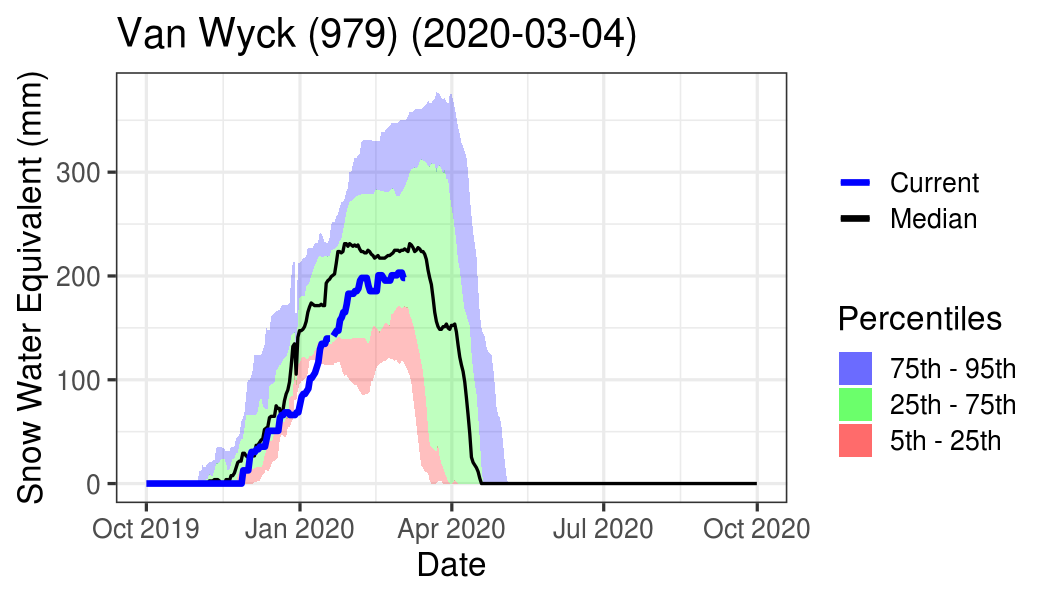 Van Wyck (979) (2020-03-04)
Snow Water Equivalent (mm)
300
200
100
0
Oct 2019 Jan 2020 Apr 2020 Jul 2020 Oct 2020
Date
Current
Median
Percentiles
75th - 95th
25th - 75th
5th - 25th